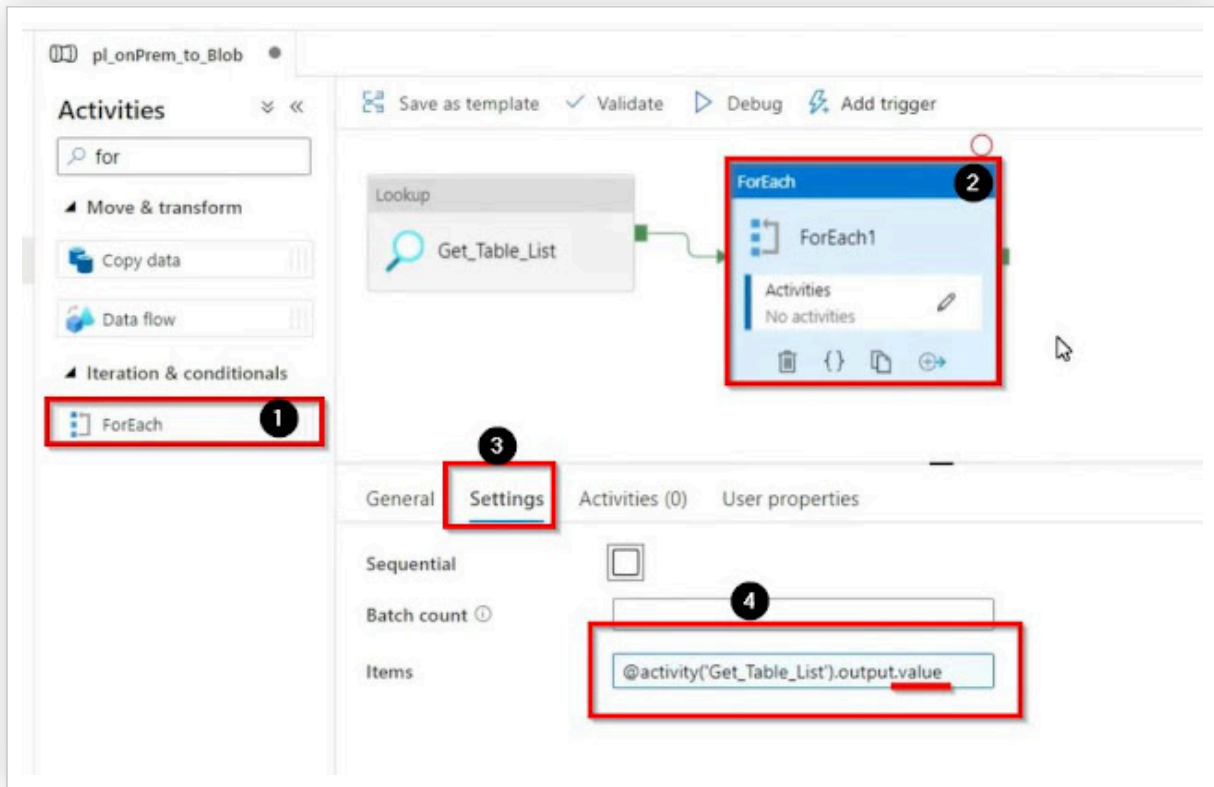 pl_onPrem_to_Blob
Activities
for
Move & transform
Copy data
Data flow
Iteration & conditionals
ForEach
1
Save as template
Validate
Debug
Add trigger
Lookup
Get_Table_List
ForEach
2
ForEach1
Activities
No activities
{}
3
General
Settings
Activities (0)
User properties
Sequential
Batch count
4
Items
@activity('Get_Table_List').output.value